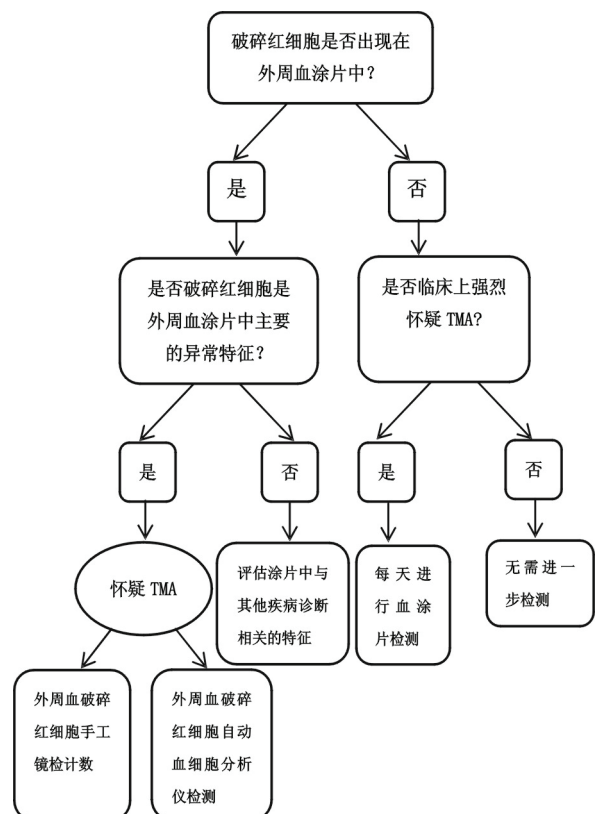 破碎红细胞是否出现在
外周血涂片中?
是
否
是否破碎红细胞是
外周血涂片中主要
的异常特征?
是否临床上强烈
怀疑 TMA?
是
否
是
否
怀疑 TMA
评估涂片中与
其他疾病诊断
相关的特征
每天进
行血涂
片检测
无需进一
步检测
外周血破碎
红细胞手工
镜检计数
外周血破碎
红细胞自动
血细胞分析
仪检测